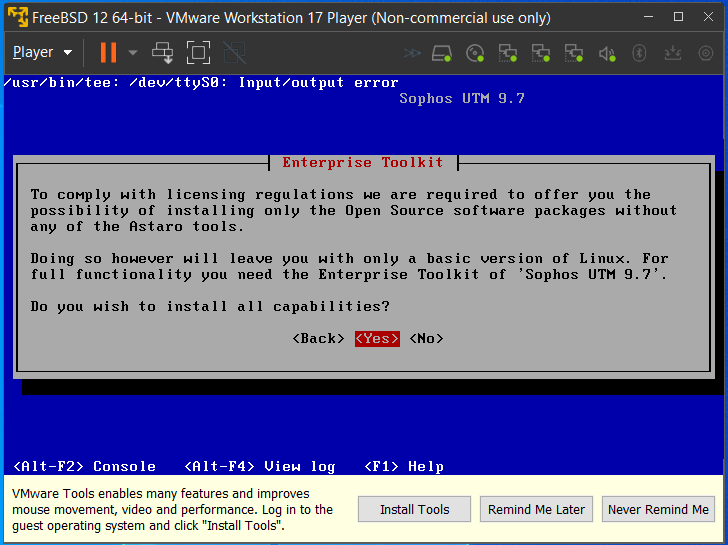 FreeBSD 12 64-bit - VMware Workstation 17 Player (Non-commercial use only)
Player
/usr/bin/tee: /dev/ttyS0: Input/output error
Sophos UTM 9.7
Enterprise Toolkit
To comply with licensing regulations we are required to offer you the
possibility of installing only the Open Source software packages without
any of the Astaro tools.
Doing so however will leave you with only a basic version of Linux. For
full functionality you need the Enterprise Toolkit of 'Sophos UTM 9.7'.
Do you wish to install all capabilities?
<Back> <Yes> <No>
<Alt-F2> Console <Alt-F4> View log <F1> Help
VMware Tools enables many features and improves
mouse movement, video and performance. Log in to the
guest operating system and click "Install Tools".
Install Tools Remind Me Later Never Remind Me